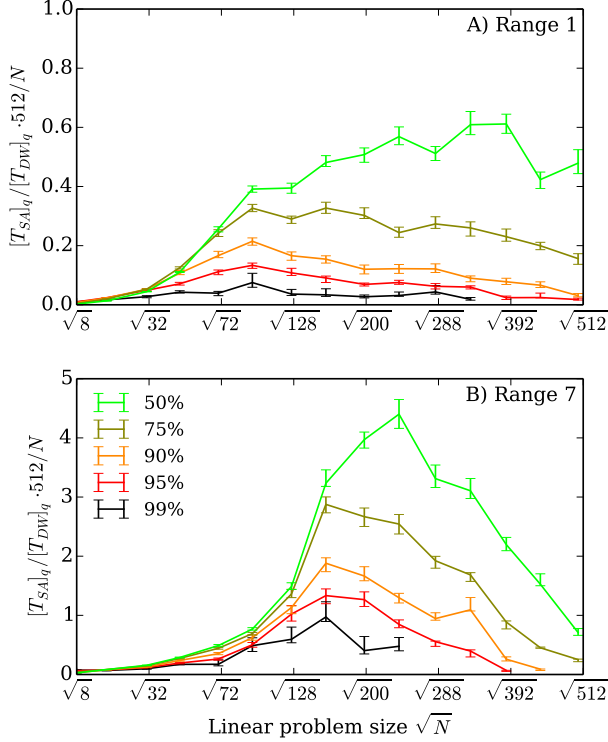 A) Range 1
[T_{SA}]_q/[T_{DW}]_q ·512/N
1.0
0.8
0.6
0.4
0.2
0.0
√8 √32 √72 √128 √200 √288 √392 √512
B) Range 7
[T_{SA}]_q/[T_{DW}]_q ·512/N
5
4
3
2
1
0
50%
75%
90%
95%
99%
√8 √32 √72 √128 √200 √288 √392 √512
Linear problem size √N